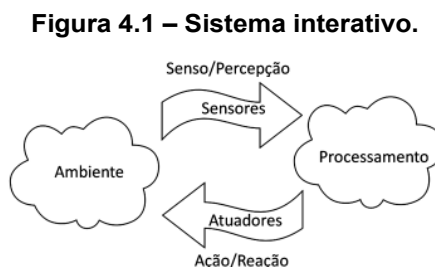 Figura 4.1 – Sistema interativo.
Senso/Percepção
Sensores
Ambiente
Processamento
Atuadores
Ação/Reação